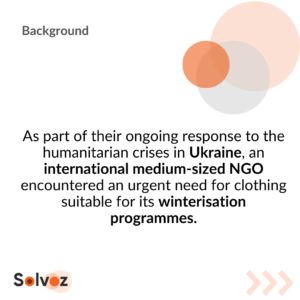 Background
As part of their ongoing response to the
humanitarian crises in Ukraine, an
international medium-sized NGO
encountered an urgent need for clothing
suitable for its winterisation
programmes.
Solvoz